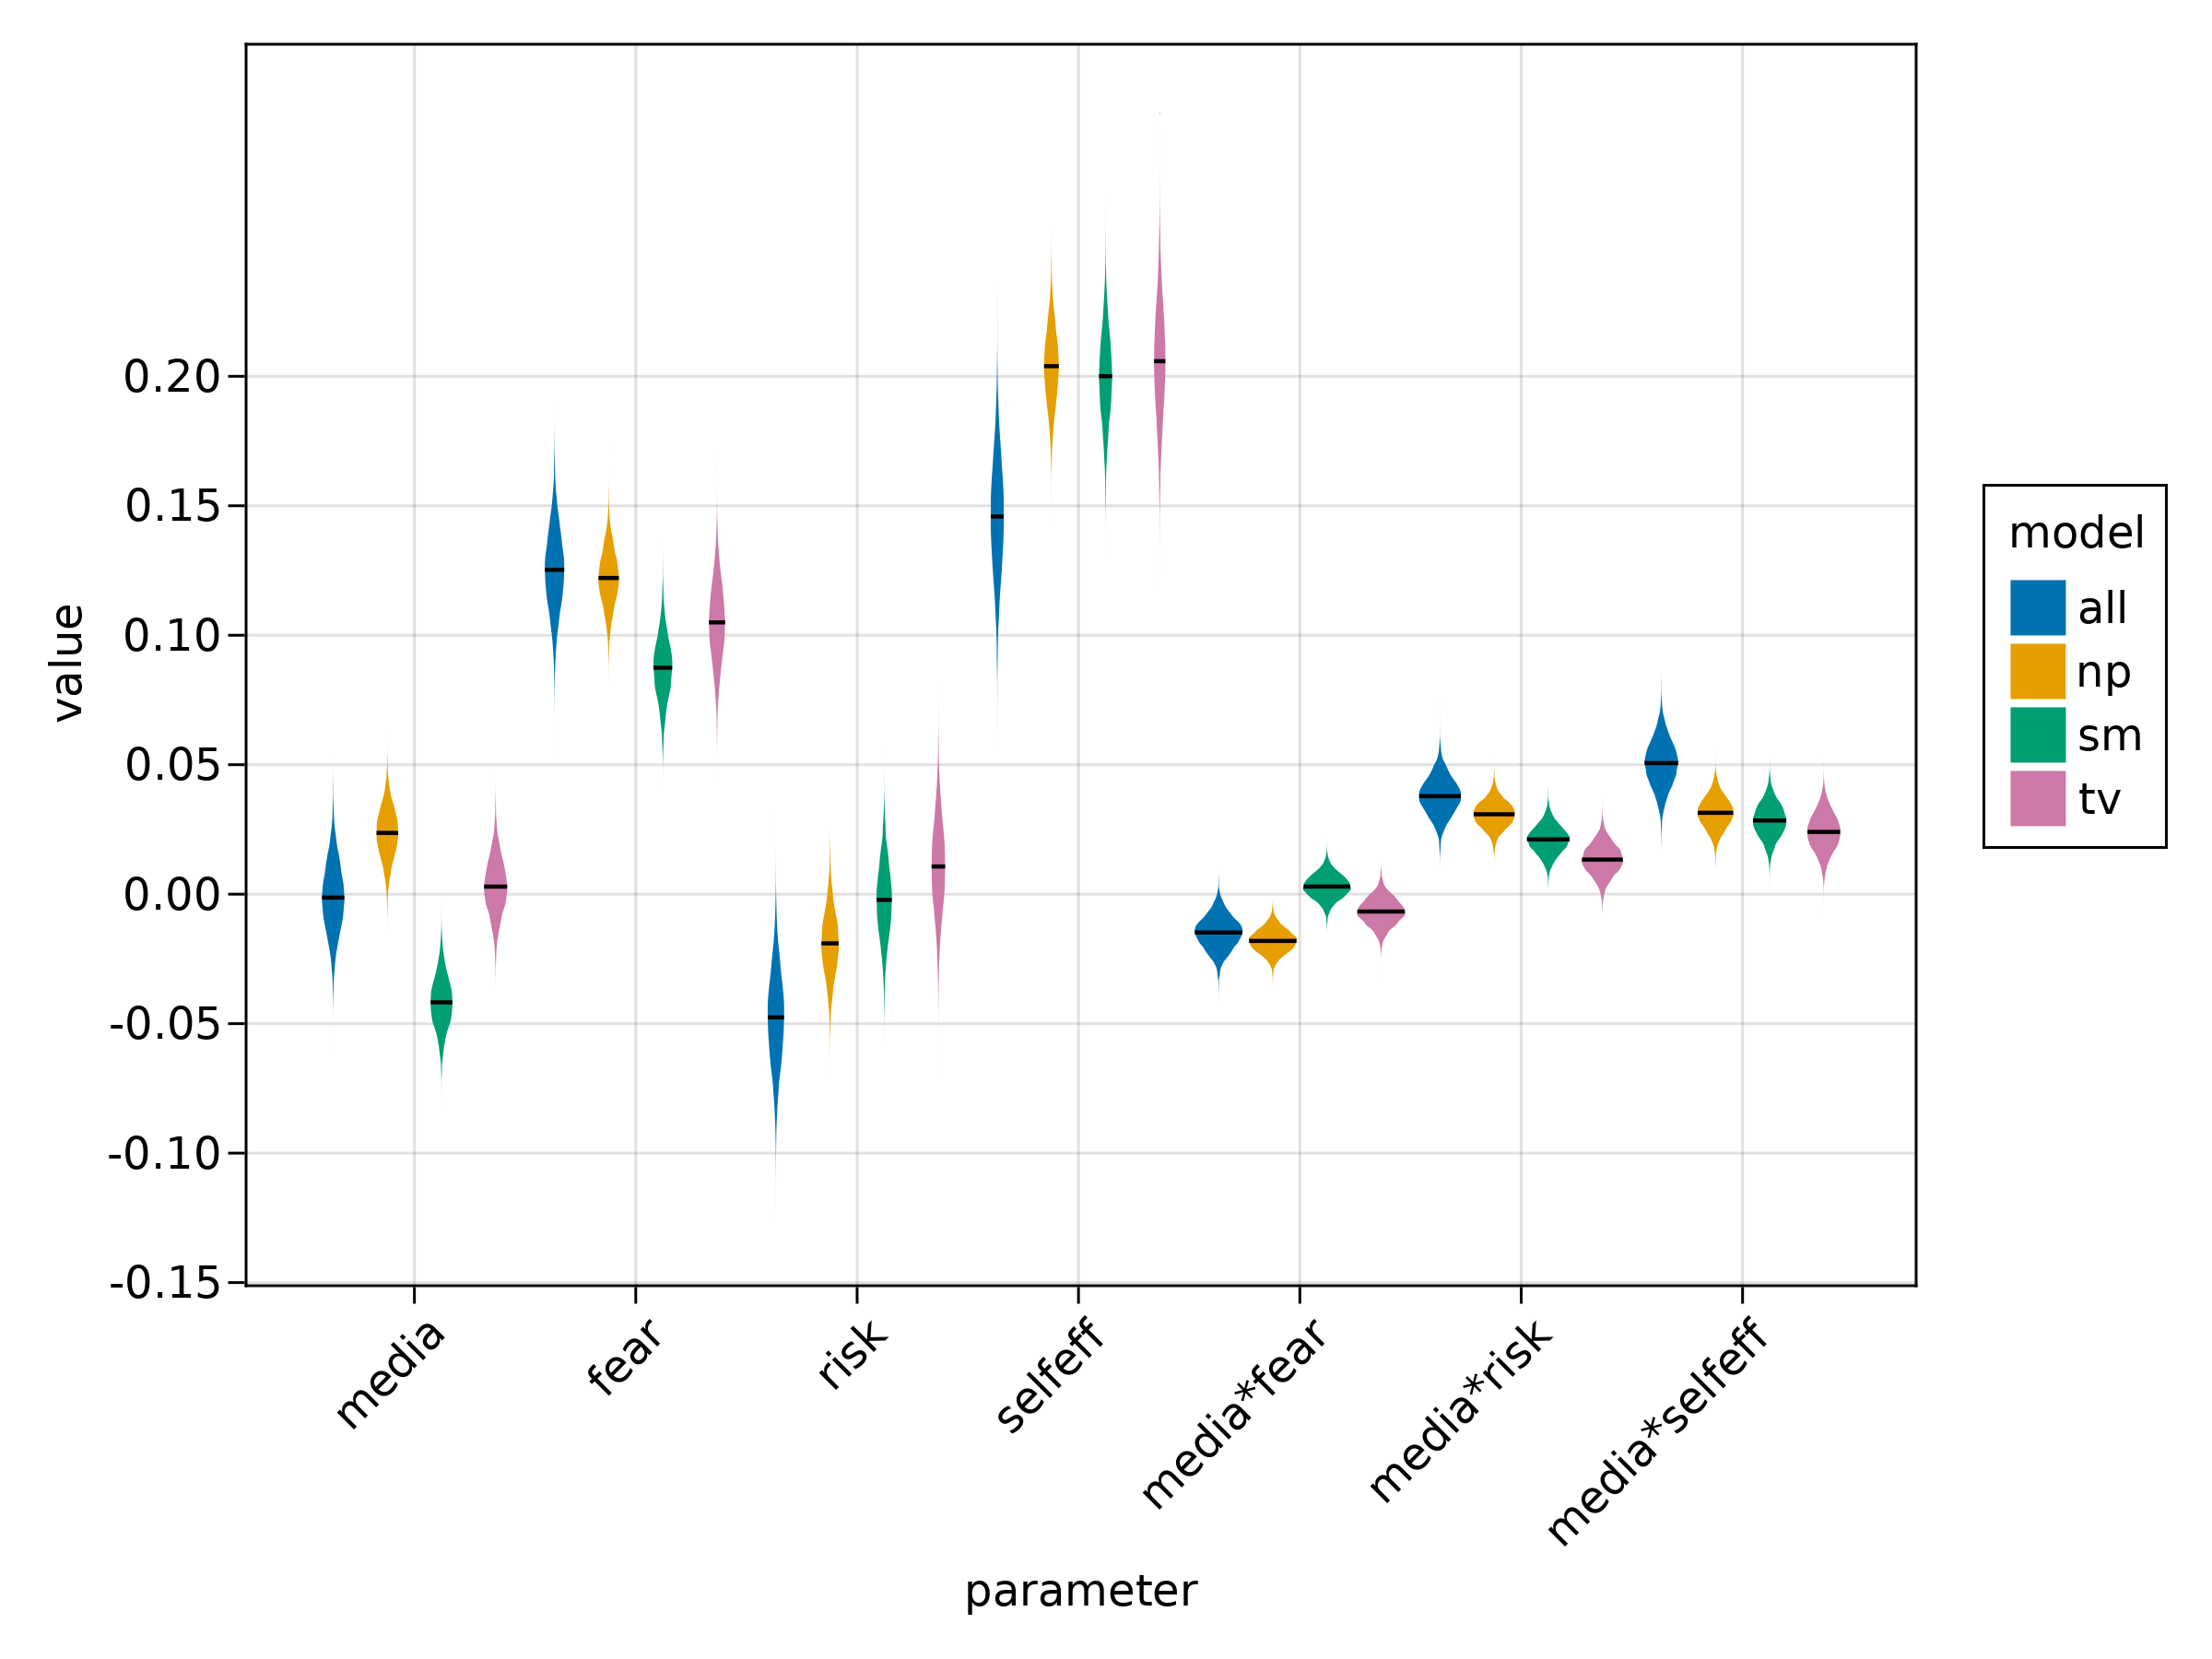 0.20
0.15
0.10
0.05
0.00
-0.05
-0.10
-0.15
value
media
fear
risk
selfeff
media*fear
media*risk
media*selfeff
parameter
model
all
np
sm
tv